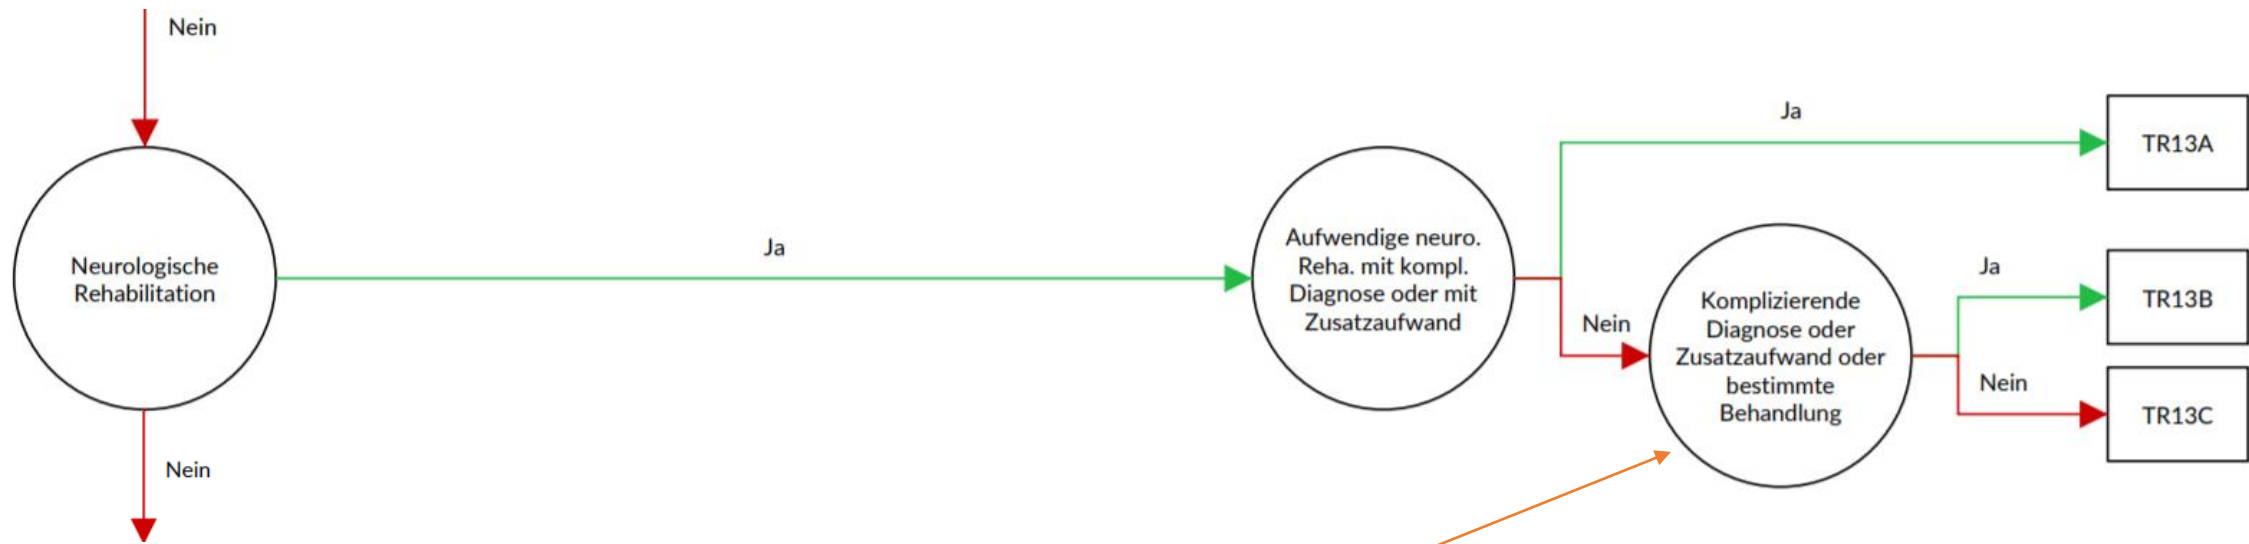 Nein
Neurologische
Rehabilitation
Nein
Ja
Aufwendige neuro.
Reha. mit kompl.
Diagnose oder mit
Zusatzaufwand
Ja
TR13A
Nein
Komplizierende
Diagnose oder
Zusatzaufwand oder
bestimmte
Behandlung
Ja
TR13B
Nein
TR13C